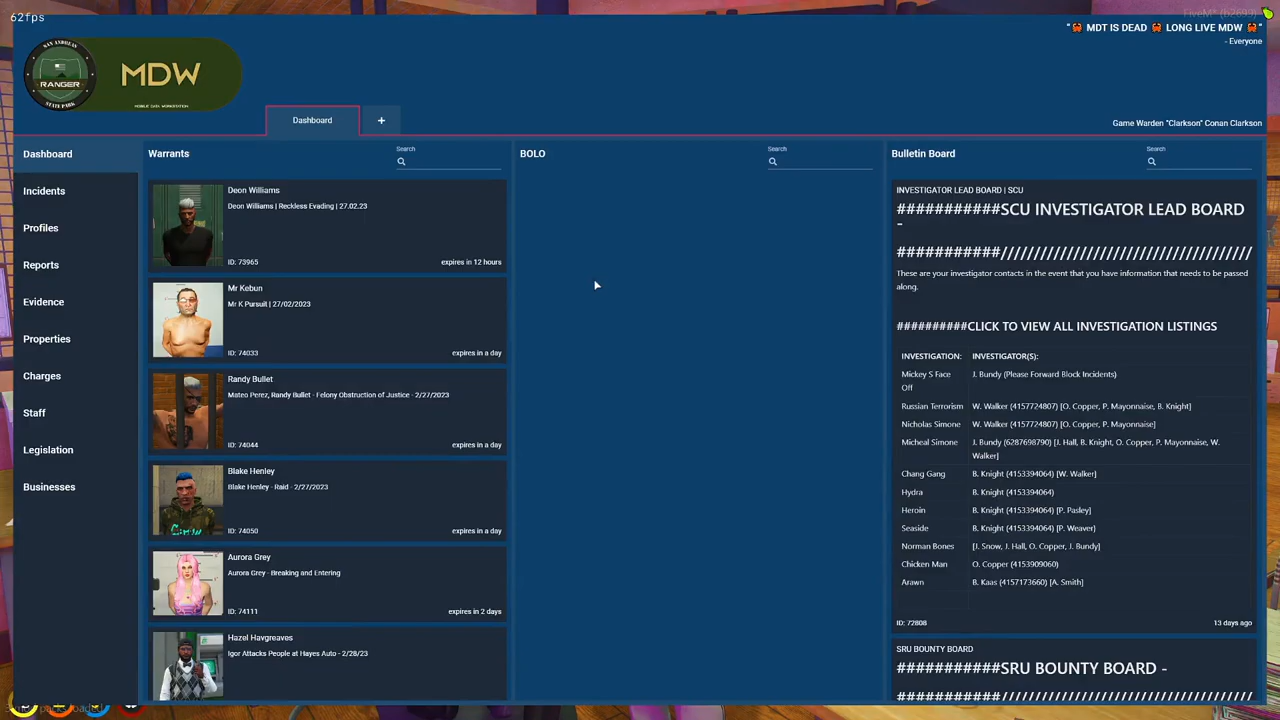 62fps
FiveM* (b2699)
" 🦀 MDT IS DEAD 🦀 LONG LIVE MDW 🦀 "
- Everyone
SAN ANDREAS
RANGER
STATE PARK
MDW
MOBILE DATA WORKSTATION
Dashboard
+
Game Warden "Clarkson" Conan Clarkson
Dashboard
Incidents
Profiles
Reports
Evidence
Properties
Charges
Staff
Legislation
Businesses
Warrants
Search
Deon Williams
Deon Williams | Reckless Evading | 27.02.23
ID: 73965
expires in 12 hours
Mr Kebun
Mr K Pursuit | 27/02/2023
ID: 74033
expires in a day
Randy Bullet
Mateo Perez, Randy Bullet - Felony Obstruction of Justice - 2/27/2023
ID: 74044
expires in a day
Blake Henley
Blake Henley - Raid - 2/27/2023
ID: 74050
expires in a day
Aurora Grey
Aurora Grey - Breaking and Entering
ID: 74111
expires in 2 days
Hazel Havgreaves
Igor Attacks People at Hayes Auto - 2/28/23
BOLO
Search
Bulletin Board
Search
INVESTIGATOR LEAD BOARD | SCU
###########SCU INVESTIGATOR LEAD BOARD
-
###########///////////////////////////////////////
These are your investigator contacts in the event that you have information that needs to be passed
along.
#########CLICK TO VIEW ALL INVESTIGATION LISTINGS
INVESTIGATION: INVESTIGATOR(S):
Mickey S Face J. Bundy (Please Forward Block Incidents)
Off
Russian Terrorism W. Walker (4157724807) [O. Copper, P. Mayonnaise, B. Knight]
Nicholas Simone W. Walker (4157724807) [O. Copper, P. Mayonnaise]
Micheal Simone J. Bundy (6287698790) [J. Hall, B. Knight, O. Copper, P. Mayonnaise, W.
Walker]
Chang Gang B. Knight (4153394064) [W. Walker]
Hydra B. Knight (4153394064)
Heroin B. Knight (4153394064) [P. Pasley]
Seaside B. Knight (4153394064) [P. Weaver]
Norman Bones [J. Snow, J. Hall, O. Copper, J. Bundy]
Chicken Man O. Copper (4153909060)
Arawn B. Kaas (4157173660) [A. Smith]
ID: 72808
13 days ago
SRU BOUNTY BOARD
###########SRU BOUNTY BOARD -
###########///////////////////////////////////////